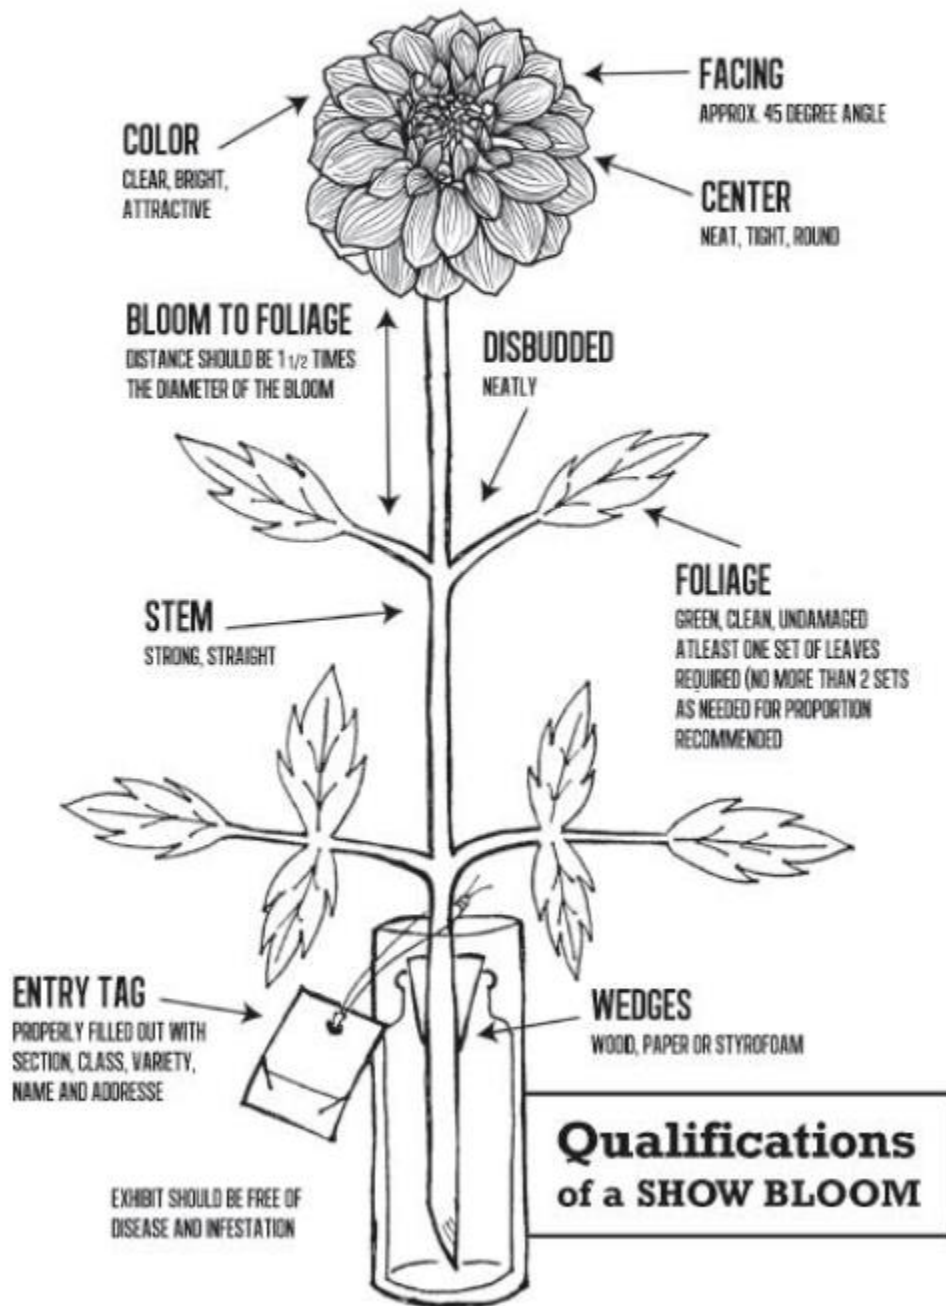 FACING
APPROX. 45 DEGREE ANGLE
COLOR
CLEAR, BRIGHT,
ATTRACTIVE
CENTER
NEAT, TIGHT, ROUND
BLOOM TO FOLIAGE
DISTANCE SHOULD BE 1 1/2 TIMES
THE DIAMETER OF THE BLOOM
DISBUDDED
NEATLY
FOLIAGE
GREEN, CLEAN, UNDAMAGED
ATLEAST ONE SET OF LEAVES
REQUIRED (NO MORE THAN 2 SETS
AS NEEDED FOR PROPORTION
RECOMMENDED
STEM
STRONG, STRAIGHT
ENTRY TAG
PROPERLY FILLED OUT WITH
SECTION, CLASS, VARIETY,
NAME AND ADDRESSE
WEDGES
WOOD, PAPER OR STYROFOAM
EXHIBIT SHOULD BE FREE OF
DISEASE AND INFESTATION
Qualifications
of a SHOW BLOOM